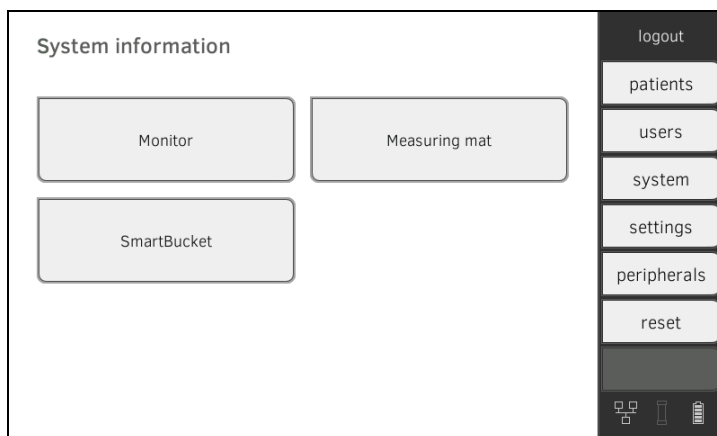 System information
Monitor
Measuring mat
SmartBucket
logout
patients
users
system
settings
peripherals
reset